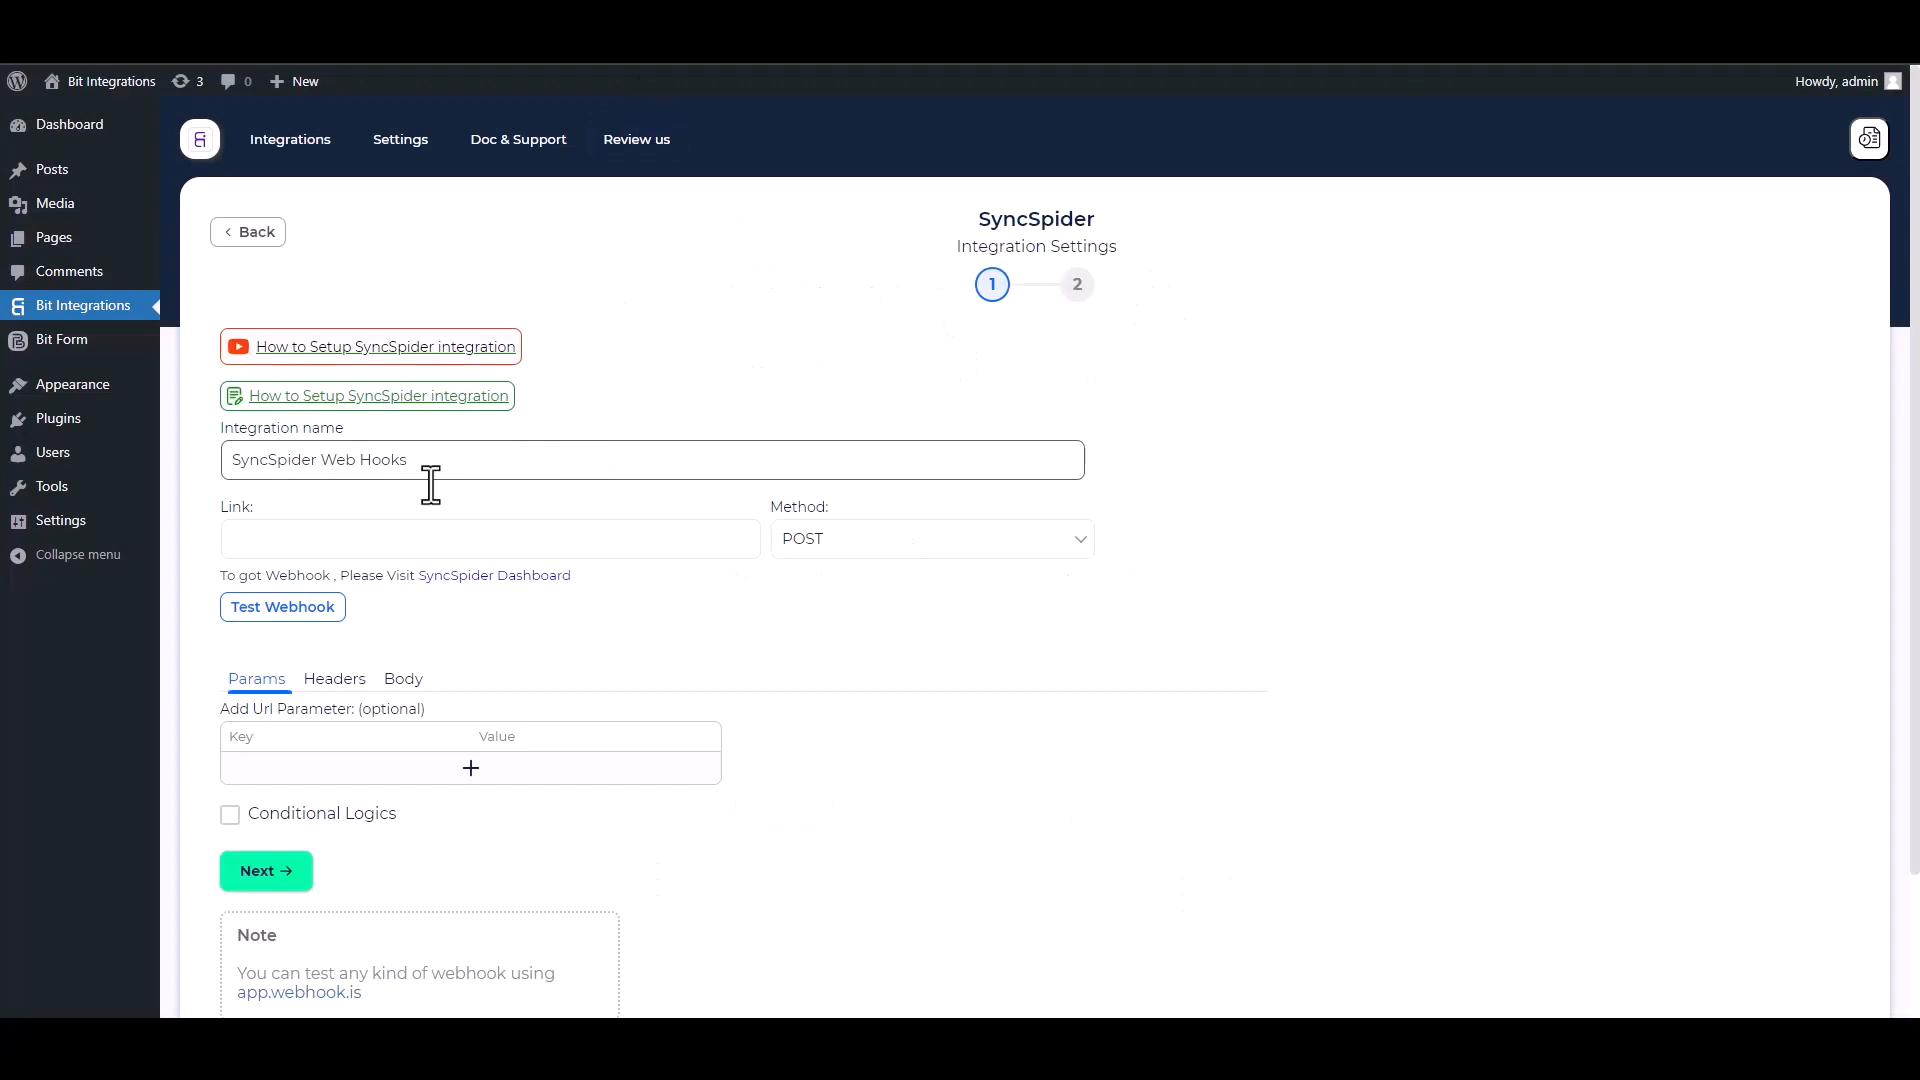 Bit Integrations 3 0 New Howdy, admin
Dashboard
Posts
Media
Pages
Comments
Bit Integrations
Bit Form
Appearance
Plugins
Users
Tools
Settings
Collapse menu
Integrations Settings Doc & Support Review us
Back
SyncSpider
Integration Settings
1 2
How to Setup SyncSpider integration
How to Setup SyncSpider integration
Integration name
SyncSpider Web Hooks
Link: Method:
POST
To got Webhook , Please Visit SyncSpider Dashboard
Test Webhook
Params Headers Body
Add Url Parameter: (optional)
Key Value
Conditional Logics
Next →
Note
You can test any kind of webhook using
app.webhook.is